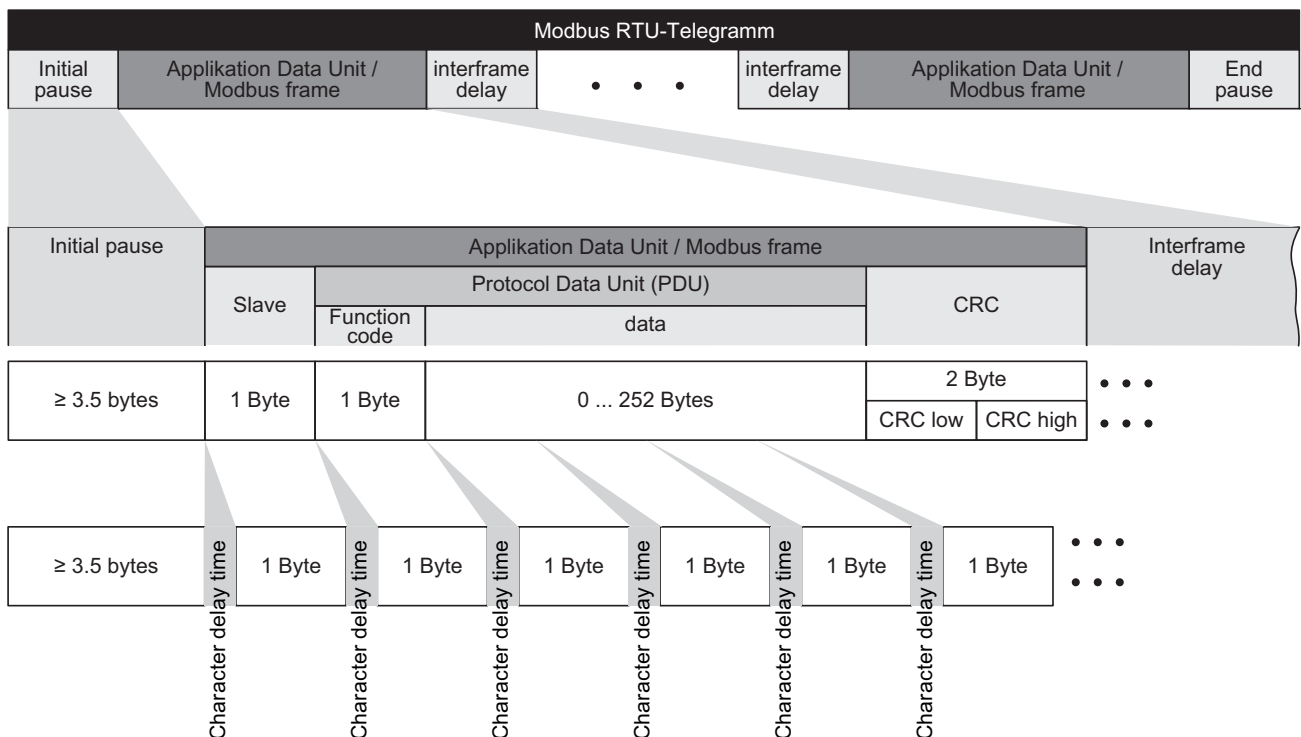 Modbus RTU-Telegramm
Initial
pause
Applikation Data Unit /
Modbus frame
interframe
delay
• • •
interframe
delay
Applikation Data Unit /
Modbus frame
End
pause
Initial pause
Applikation Data Unit / Modbus frame
Interframe
delay
Slave
Protocol Data Unit (PDU)
CRC
Function
code
data
≥ 3.5 bytes
1 Byte
1 Byte
0 ... 252 Bytes
2 Byte
• • •
CRC low
CRC high
• • •
≥ 3.5 bytes
Character delay time
1 Byte
Character delay time
1 Byte
Character delay time
1 Byte
Character delay time
1 Byte
Character delay time
1 Byte
Character delay time
1 Byte
• • •
• • •